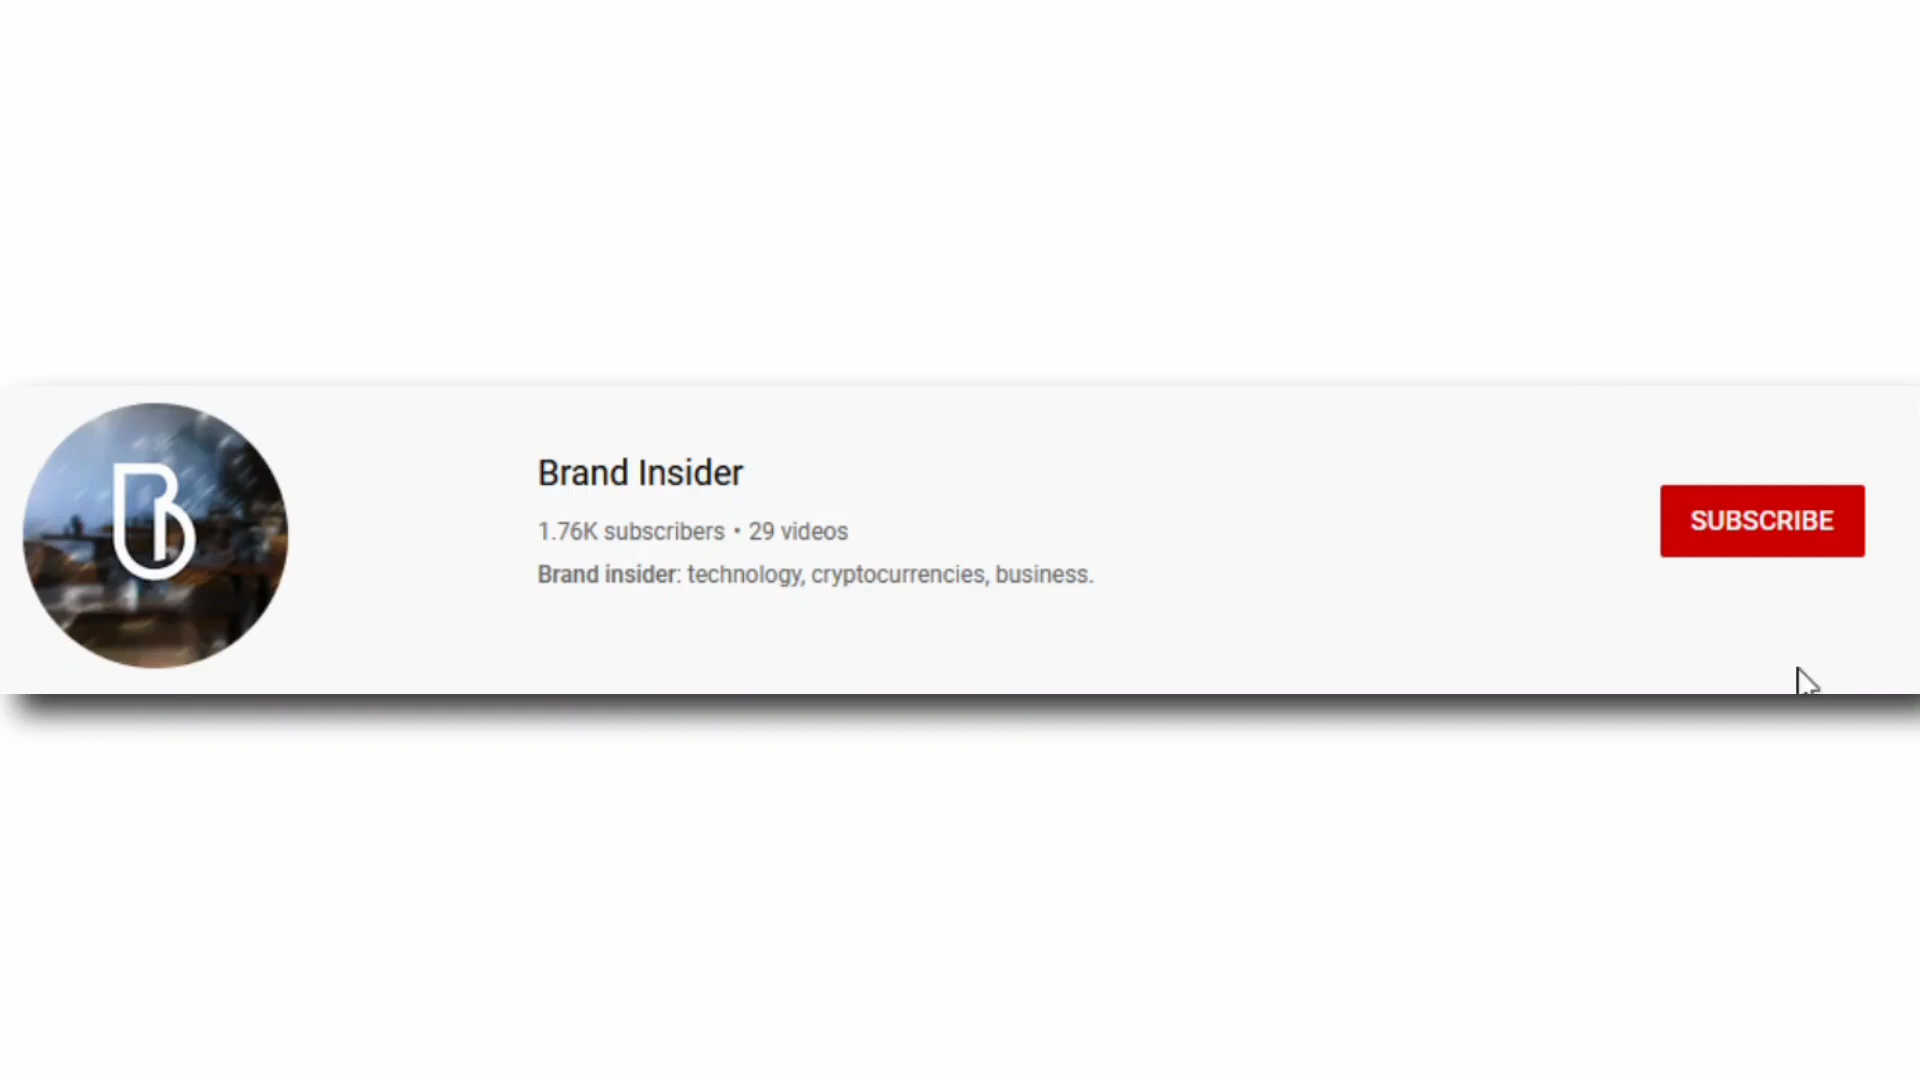 Brand Insider
1.76K subscribers • 29 videos
Brand insider: technology, cryptocurrencies, business.
SUBSCRIBE